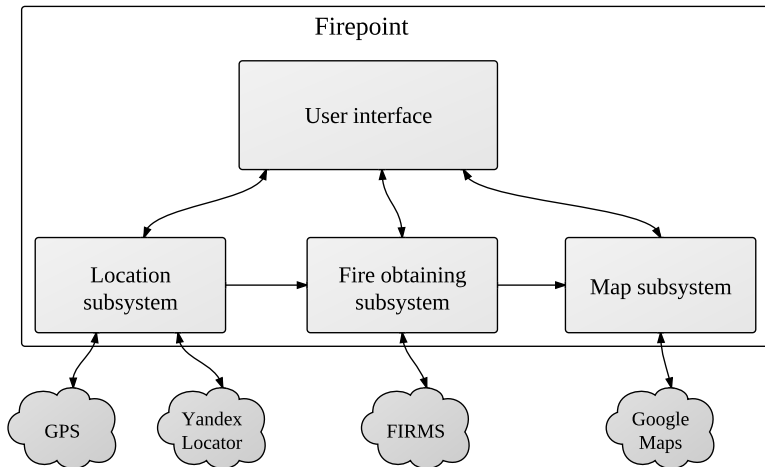 Firepoint
User interface
Location
subsystem
Fire obtaining
subsystem
Map subsystem
GPS
Yandex
Locator
FIRMS
Google
Maps